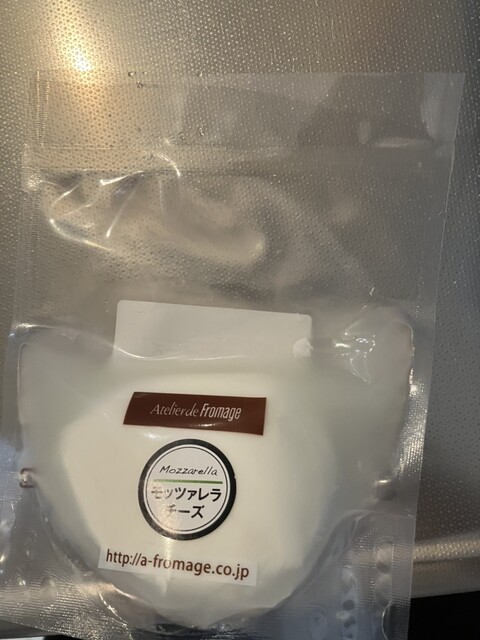 Atelier de Fromage
Mozzarella
モッツァレラ
チーズ
http://a-fromage.co.jp